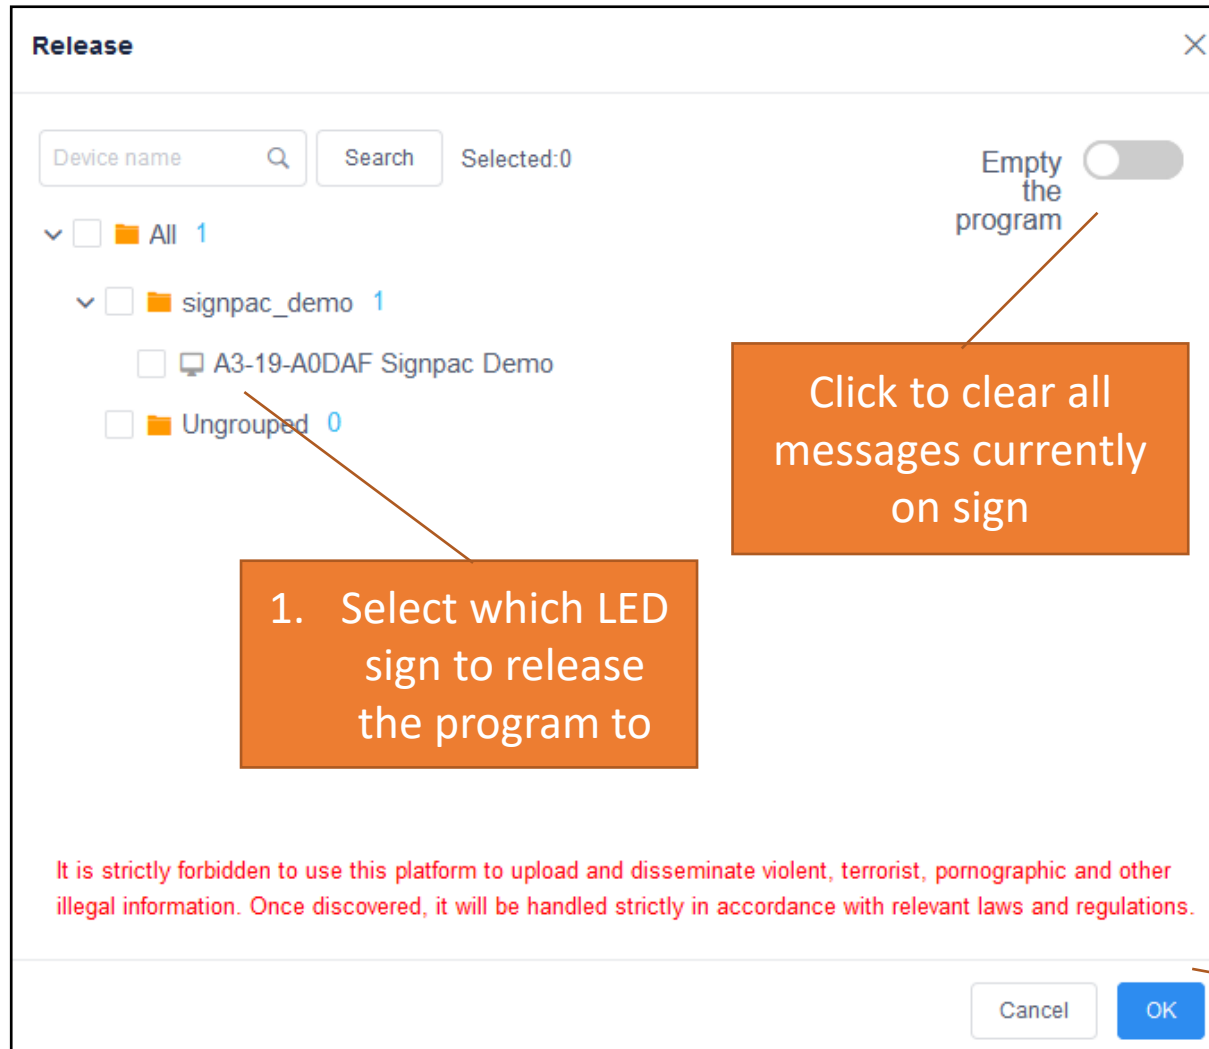 Release
Device name Search Selected:0
Empty
the
program
All 1
signpac_demo 1
A3-19-A0DAF Signpac Demo
Ungrouped 0
Click to clear all
messages currently
on sign
1. Select which LED
sign to release
the program to
It is strictly forbidden to use this platform to upload and disseminate violent, terrorist, pornographic and other
illegal information. Once discovered, it will be handled strictly in accordance with relevant laws and regulations.
Cancel OK